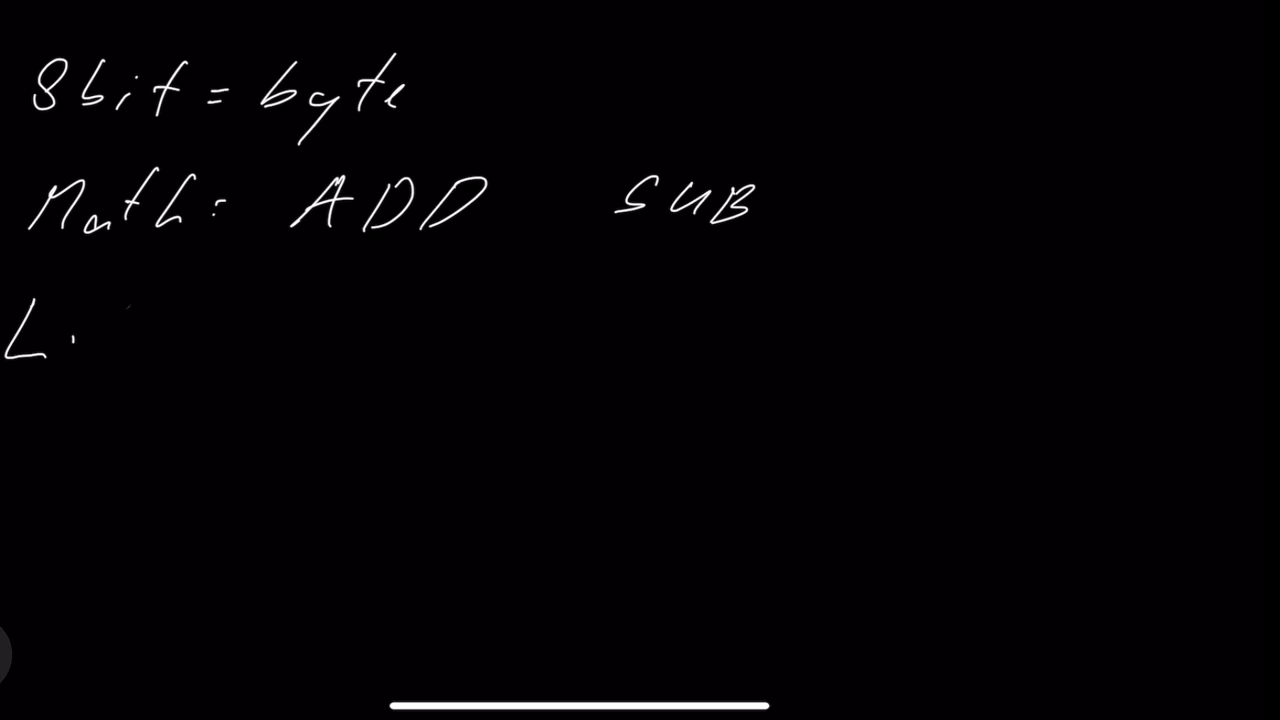 8bit = byte
Math: ADD SUB
L.